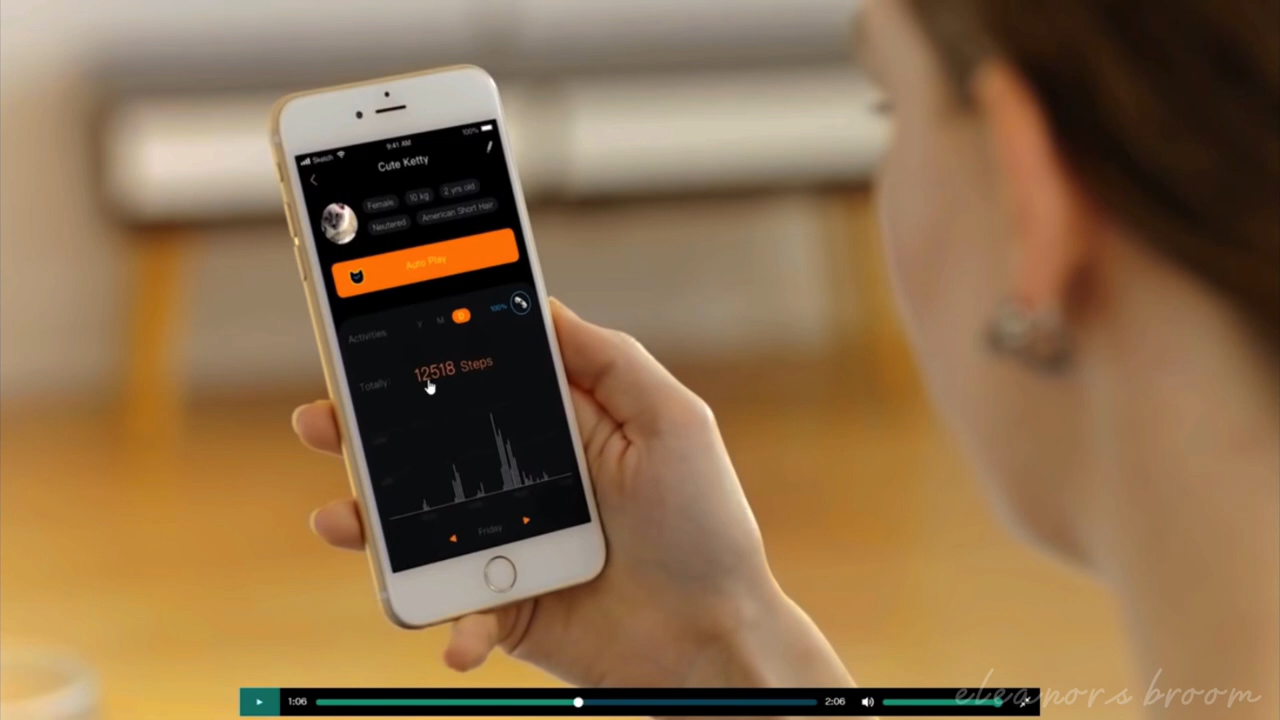 Sketch 9:41 AM 100%
Cute Ketty
Female 10 kg 2 yrs old
Neutered American Short Hair
Auto Play
Activities Y M D 100%
Totally 12518 Steps
Friday
1:06 2:06
eleanors broom